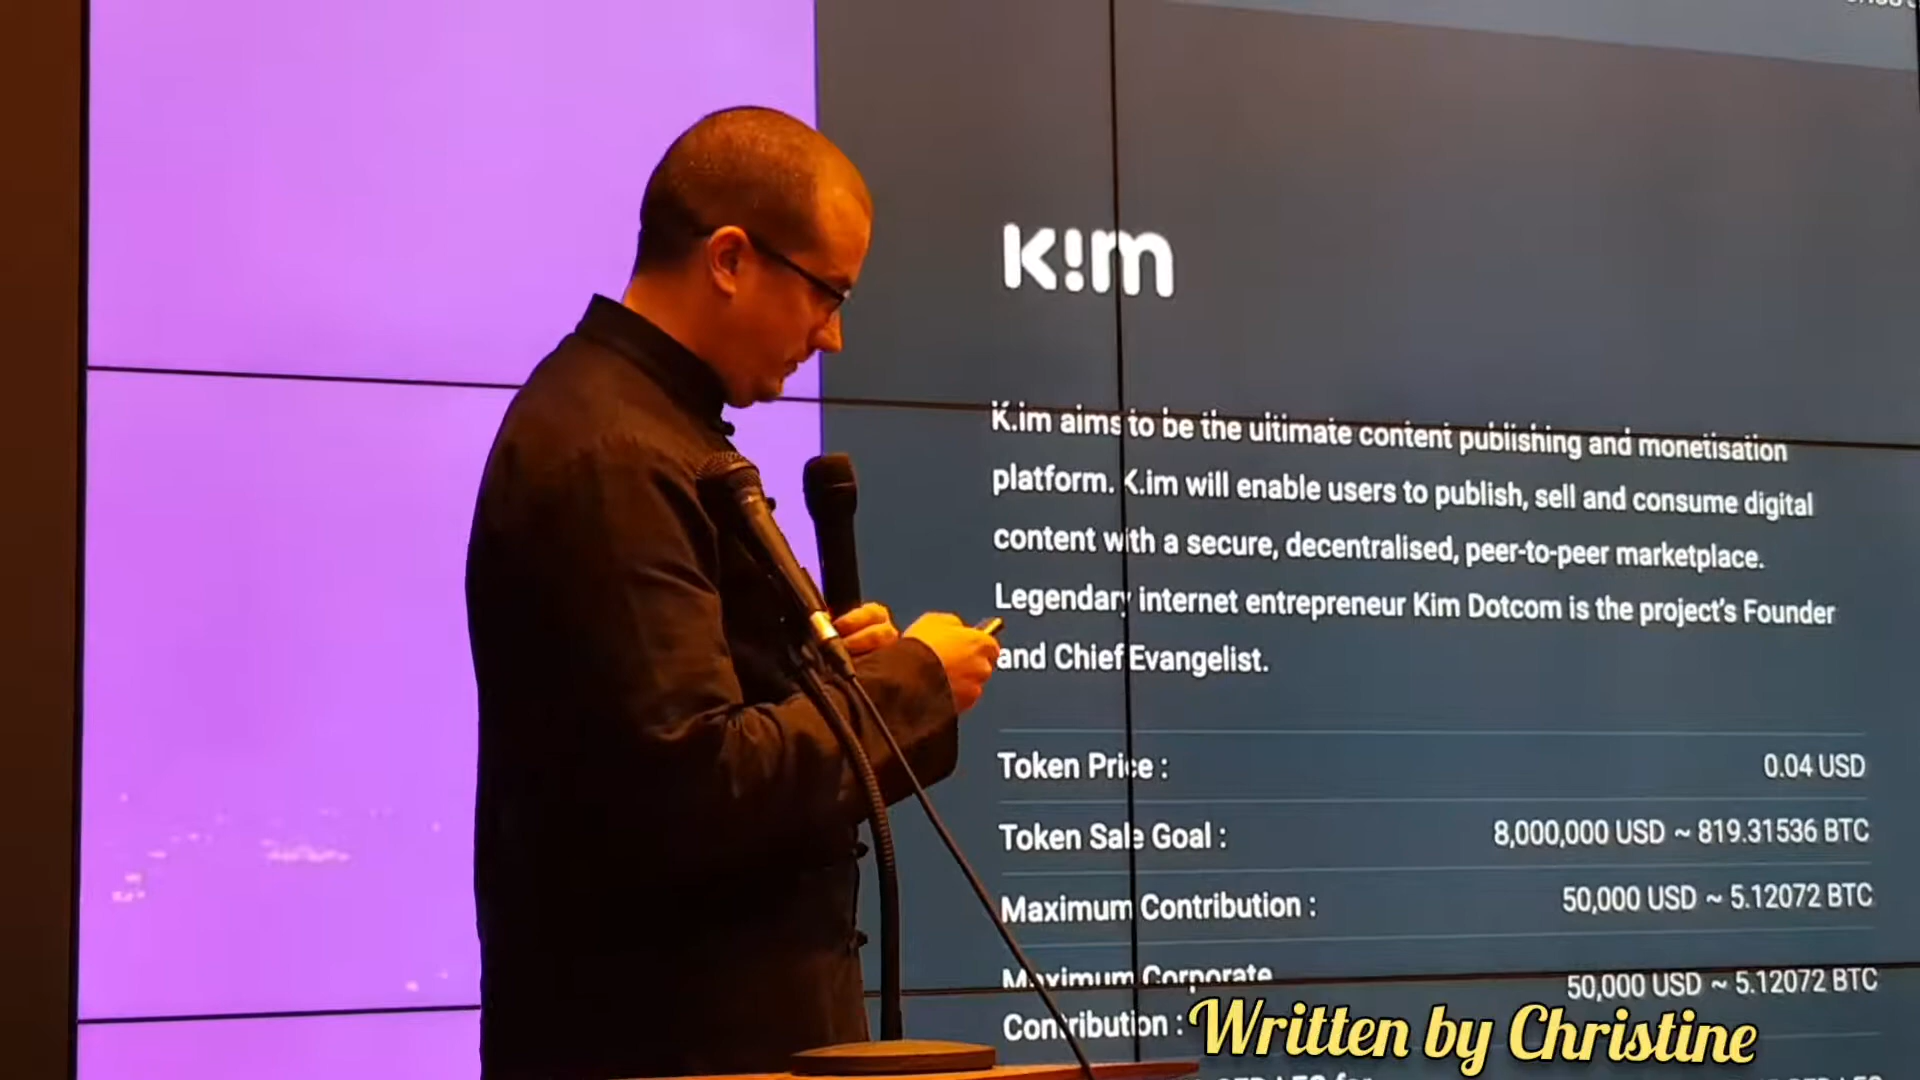 K!m
K.im aims to be the ultimate content publishing and monetisation
platform. K.im will enable users to publish, sell and consume digital
content with a secure, decentralised, peer-to-peer marketplace.
Legendary internet entrepreneur Kim Dotcom is the project's Founder
and Chief Evangelist.
Token Price : 0.04 USD
Token Sale Goal : 8,000,000 USD ~ 819.31536 BTC
Maximum Contribution : 50,000 USD ~ 5.12072 BTC
Maximum Corporate 50,000 USD ~ 5.12072 BTC
Contribution :
Written by Christine